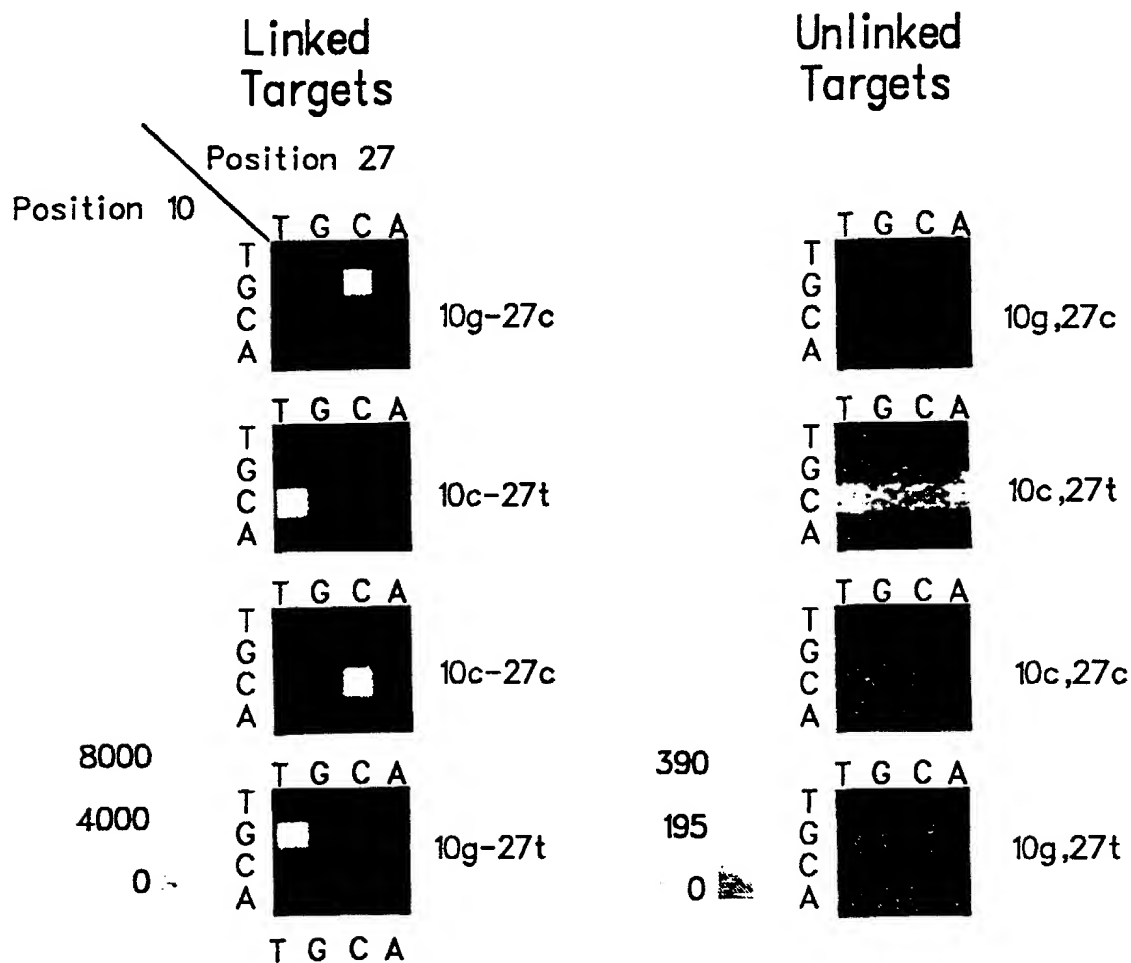 Linked
Targets
Unlinked
Targets
Position 27
Position 10
T G C A
T
G
C
A
10g-27c
T G C A
T
G
C
A
10g,27c
T G C A
T
G
C
A
10c-27t
T G C A
T
G
C
A
10c,27t
T G C A
T
G
C
A
10c-27c
T G C A
T
G
C
A
10c,27c
8000
4000
0
T G C A
T
G
C
A
10g-27t
T G C A
390
195
0
T G C A
T
G
C
A
10g,27t